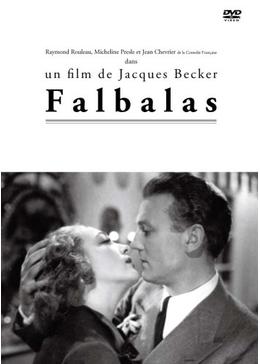 DVD
VIDEO
Raymond Rouleau, Micheline Presle et Jean Chevrier de la Comédie Française
dans
un film de Jacques Becker
Falbalas